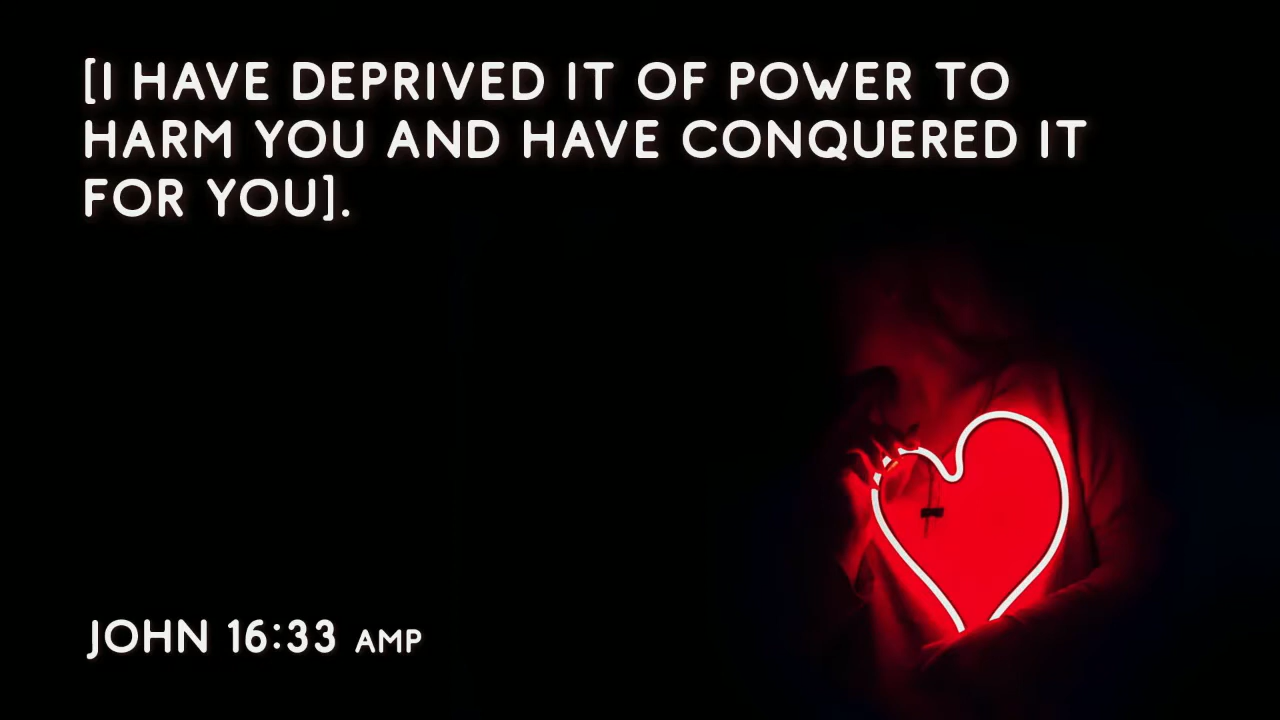 [I HAVE DEPRIVED IT OF POWER TO
HARM YOU AND HAVE CONQUERED IT
FOR YOU].
JOHN 16:33 AMP